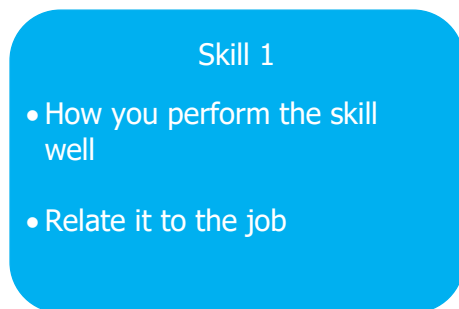 Skill 1
• How you perform the skill
well
• Relate it to the job